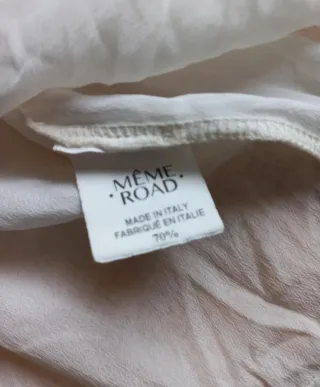 MÊME
• ROAD •
MADE IN ITALY
FABRIQUÉ EN ITALIE
70%